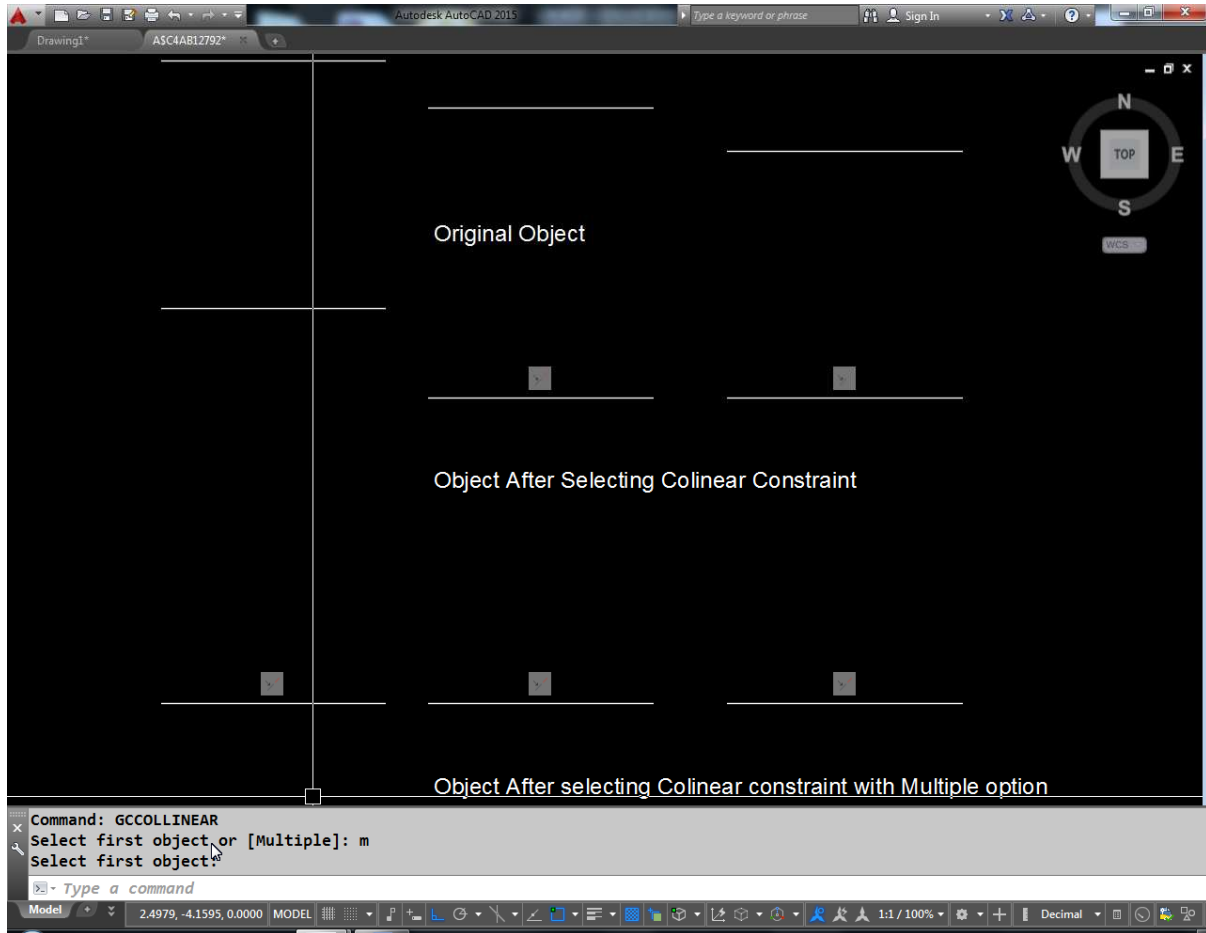 Autodesk AutoCAD 2015
Type a keyword or phrase
Sign In
Drawing1*
A$C4AB12792*
N
W
TOP
E
S
WCS
Original Object
Object After Selecting Colinear Constraint
Object After selecting Colinear constraint with Multiple option
Command: GCCOLLINEAR
Select first object or [Multiple]: m
Select first object:
Type a command
Model
2.4979, -4.1595, 0.0000
MODEL
1:1 / 100%
Decimal